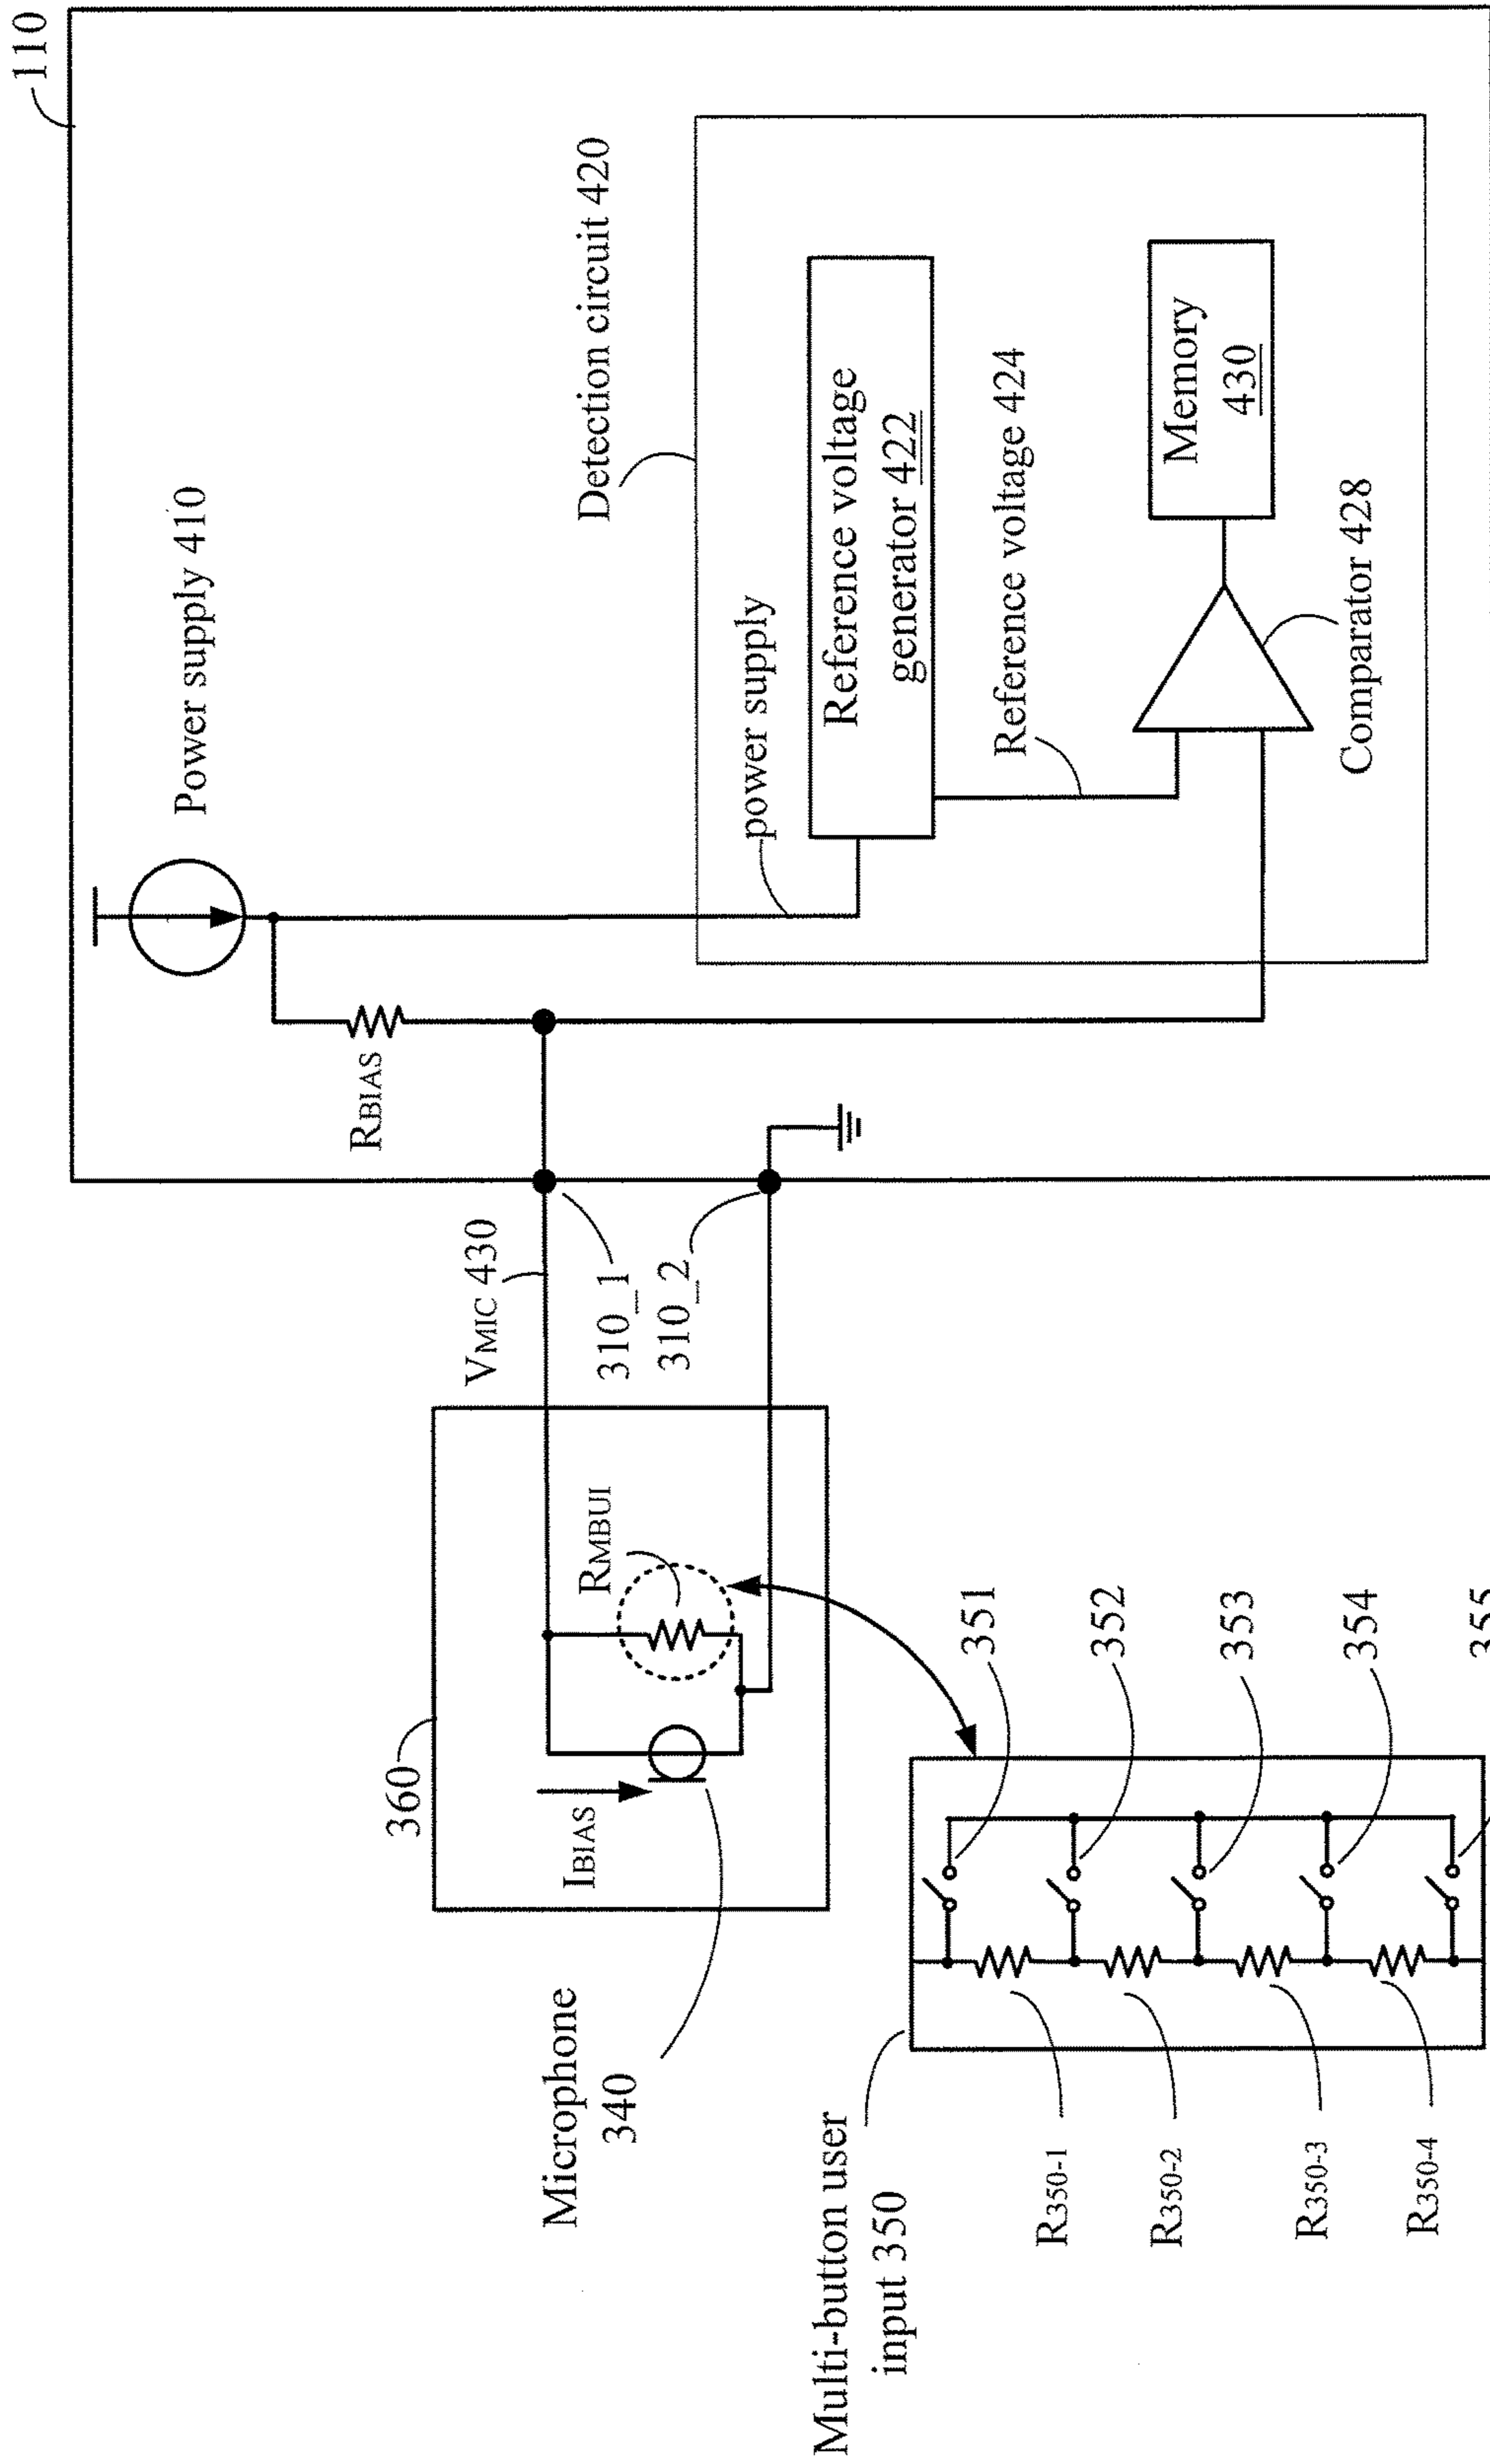 110
Power supply 410
Detection circuit 420
power supply
Reference voltage
generator 422
Reference voltage 424
Memory
430
Comparator 428
RBIAS
VMIC 430
310_1
310_2
360
RMBUI
IBIAS
Microphone
340
Multi-button user
input 350
351
352
353
354
355
R350-1
R350-2
R350-3
R350-4